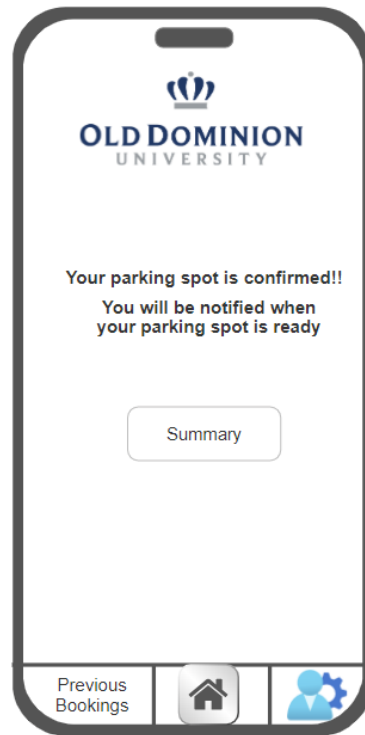 OLD DOMINION
UNIVERSITY
Your parking spot is confirmed!!
You will be notified when
your parking spot is ready
Summary
Previous
Bookings